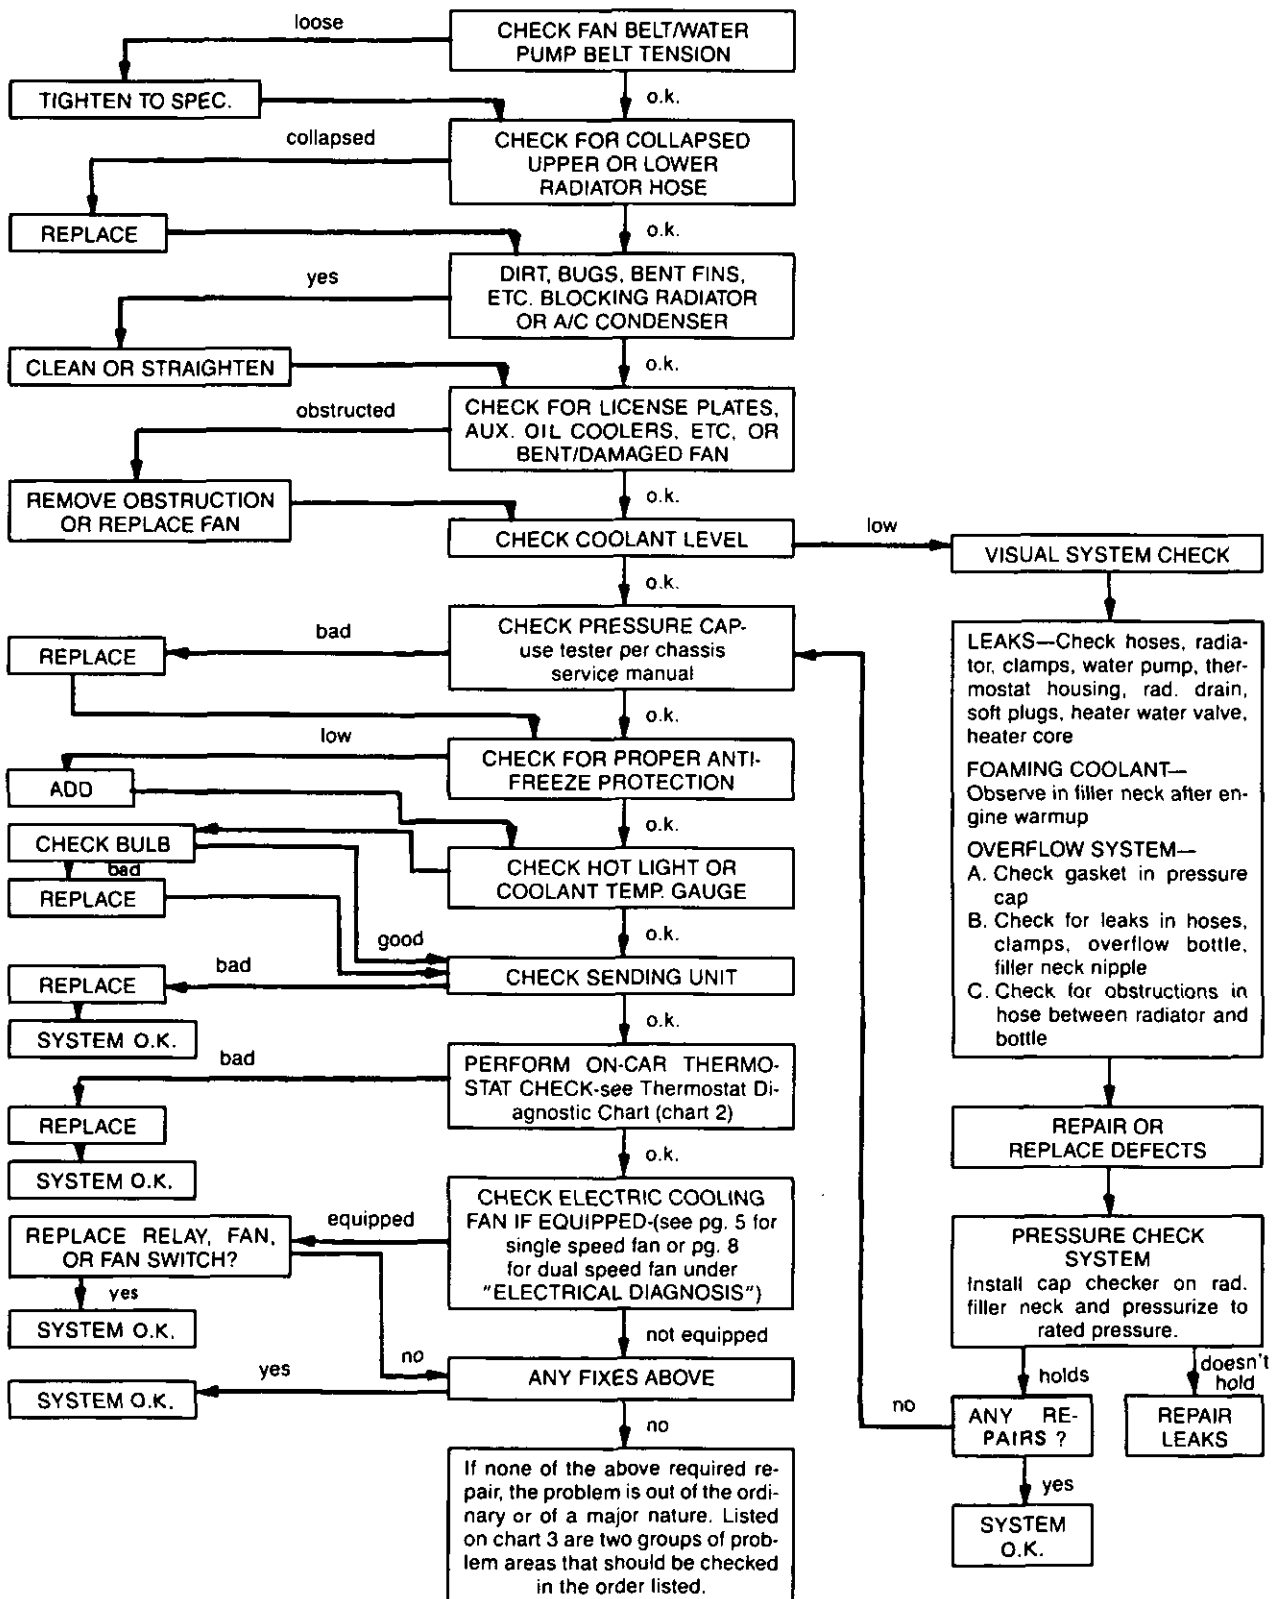 CHECK FAN BELT/WATER
PUMP BELT TENSION
loose
o.k.
TIGHTEN TO SPEC.
CHECK FOR COLLAPSED
UPPER OR LOWER
RADIATOR HOSE
collapsed
o.k.
REPLACE
DIRT, BUGS, BENT FINS,
ETC. BLOCKING RADIATOR
OR A/C CONDENSER
yes
o.k.
CLEAN OR STRAIGHTEN
CHECK FOR LICENSE PLATES,
AUX. OIL COOLERS, ETC, OR
BENT/DAMAGED FAN
obstructed
o.k.
REMOVE OBSTRUCTION
OR REPLACE FAN
CHECK COOLANT LEVEL
low
o.k.
CHECK PRESSURE CAP-
use tester per chassis
service manual
bad
o.k.
REPLACE
CHECK FOR PROPER ANTI-
FREEZE PROTECTION
low
o.k.
ADD
CHECK HOT LIGHT OR
COOLANT TEMP. GAUGE
o.k.
CHECK BULB
bad
REPLACE
good
CHECK SENDING UNIT
bad
o.k.
REPLACE
SYSTEM O.K.
PERFORM ON-CAR THERMO-
STAT CHECK-see Thermostat Di-
agnostic Chart (chart 2)
bad
o.k.
REPLACE
SYSTEM O.K.
CHECK ELECTRIC COOLING
FAN IF EQUIPPED-(see pg. 5 for
single speed fan or pg. 8
for dual speed fan under
"ELECTRICAL DIAGNOSIS")
equipped
not equipped
REPLACE RELAY, FAN,
OR FAN SWITCH?
yes
no
SYSTEM O.K.
ANY FIXES ABOVE
yes
no
SYSTEM O.K.
If none of the above required re-
pair, the problem is out of the ordi-
nary or of a major nature. Listed
on chart 3 are two groups of prob-
lem areas that should be checked
in the order listed.
VISUAL SYSTEM CHECK
LEAKS—Check hoses, radia-
tor, clamps, water pump, ther-
mostat housing, rad. drain,
soft plugs, heater water valve,
heater core
FOAMING COOLANT—
Observe in filler neck after en-
gine warmup
OVERFLOW SYSTEM—
A. Check gasket in pressure
cap
B. Check for leaks in hoses,
clamps, overflow bottle,
filler neck nipple
C. Check for obstructions in
hose between radiator and
bottle
REPAIR OR
REPLACE DEFECTS
PRESSURE CHECK
SYSTEM
Install cap checker on rad.
filler neck and pressurize to
rated pressure.
holds
doesn't
hold
ANY RE-
PAIRS ?
REPAIR
LEAKS
no
yes
SYSTEM
O.K.